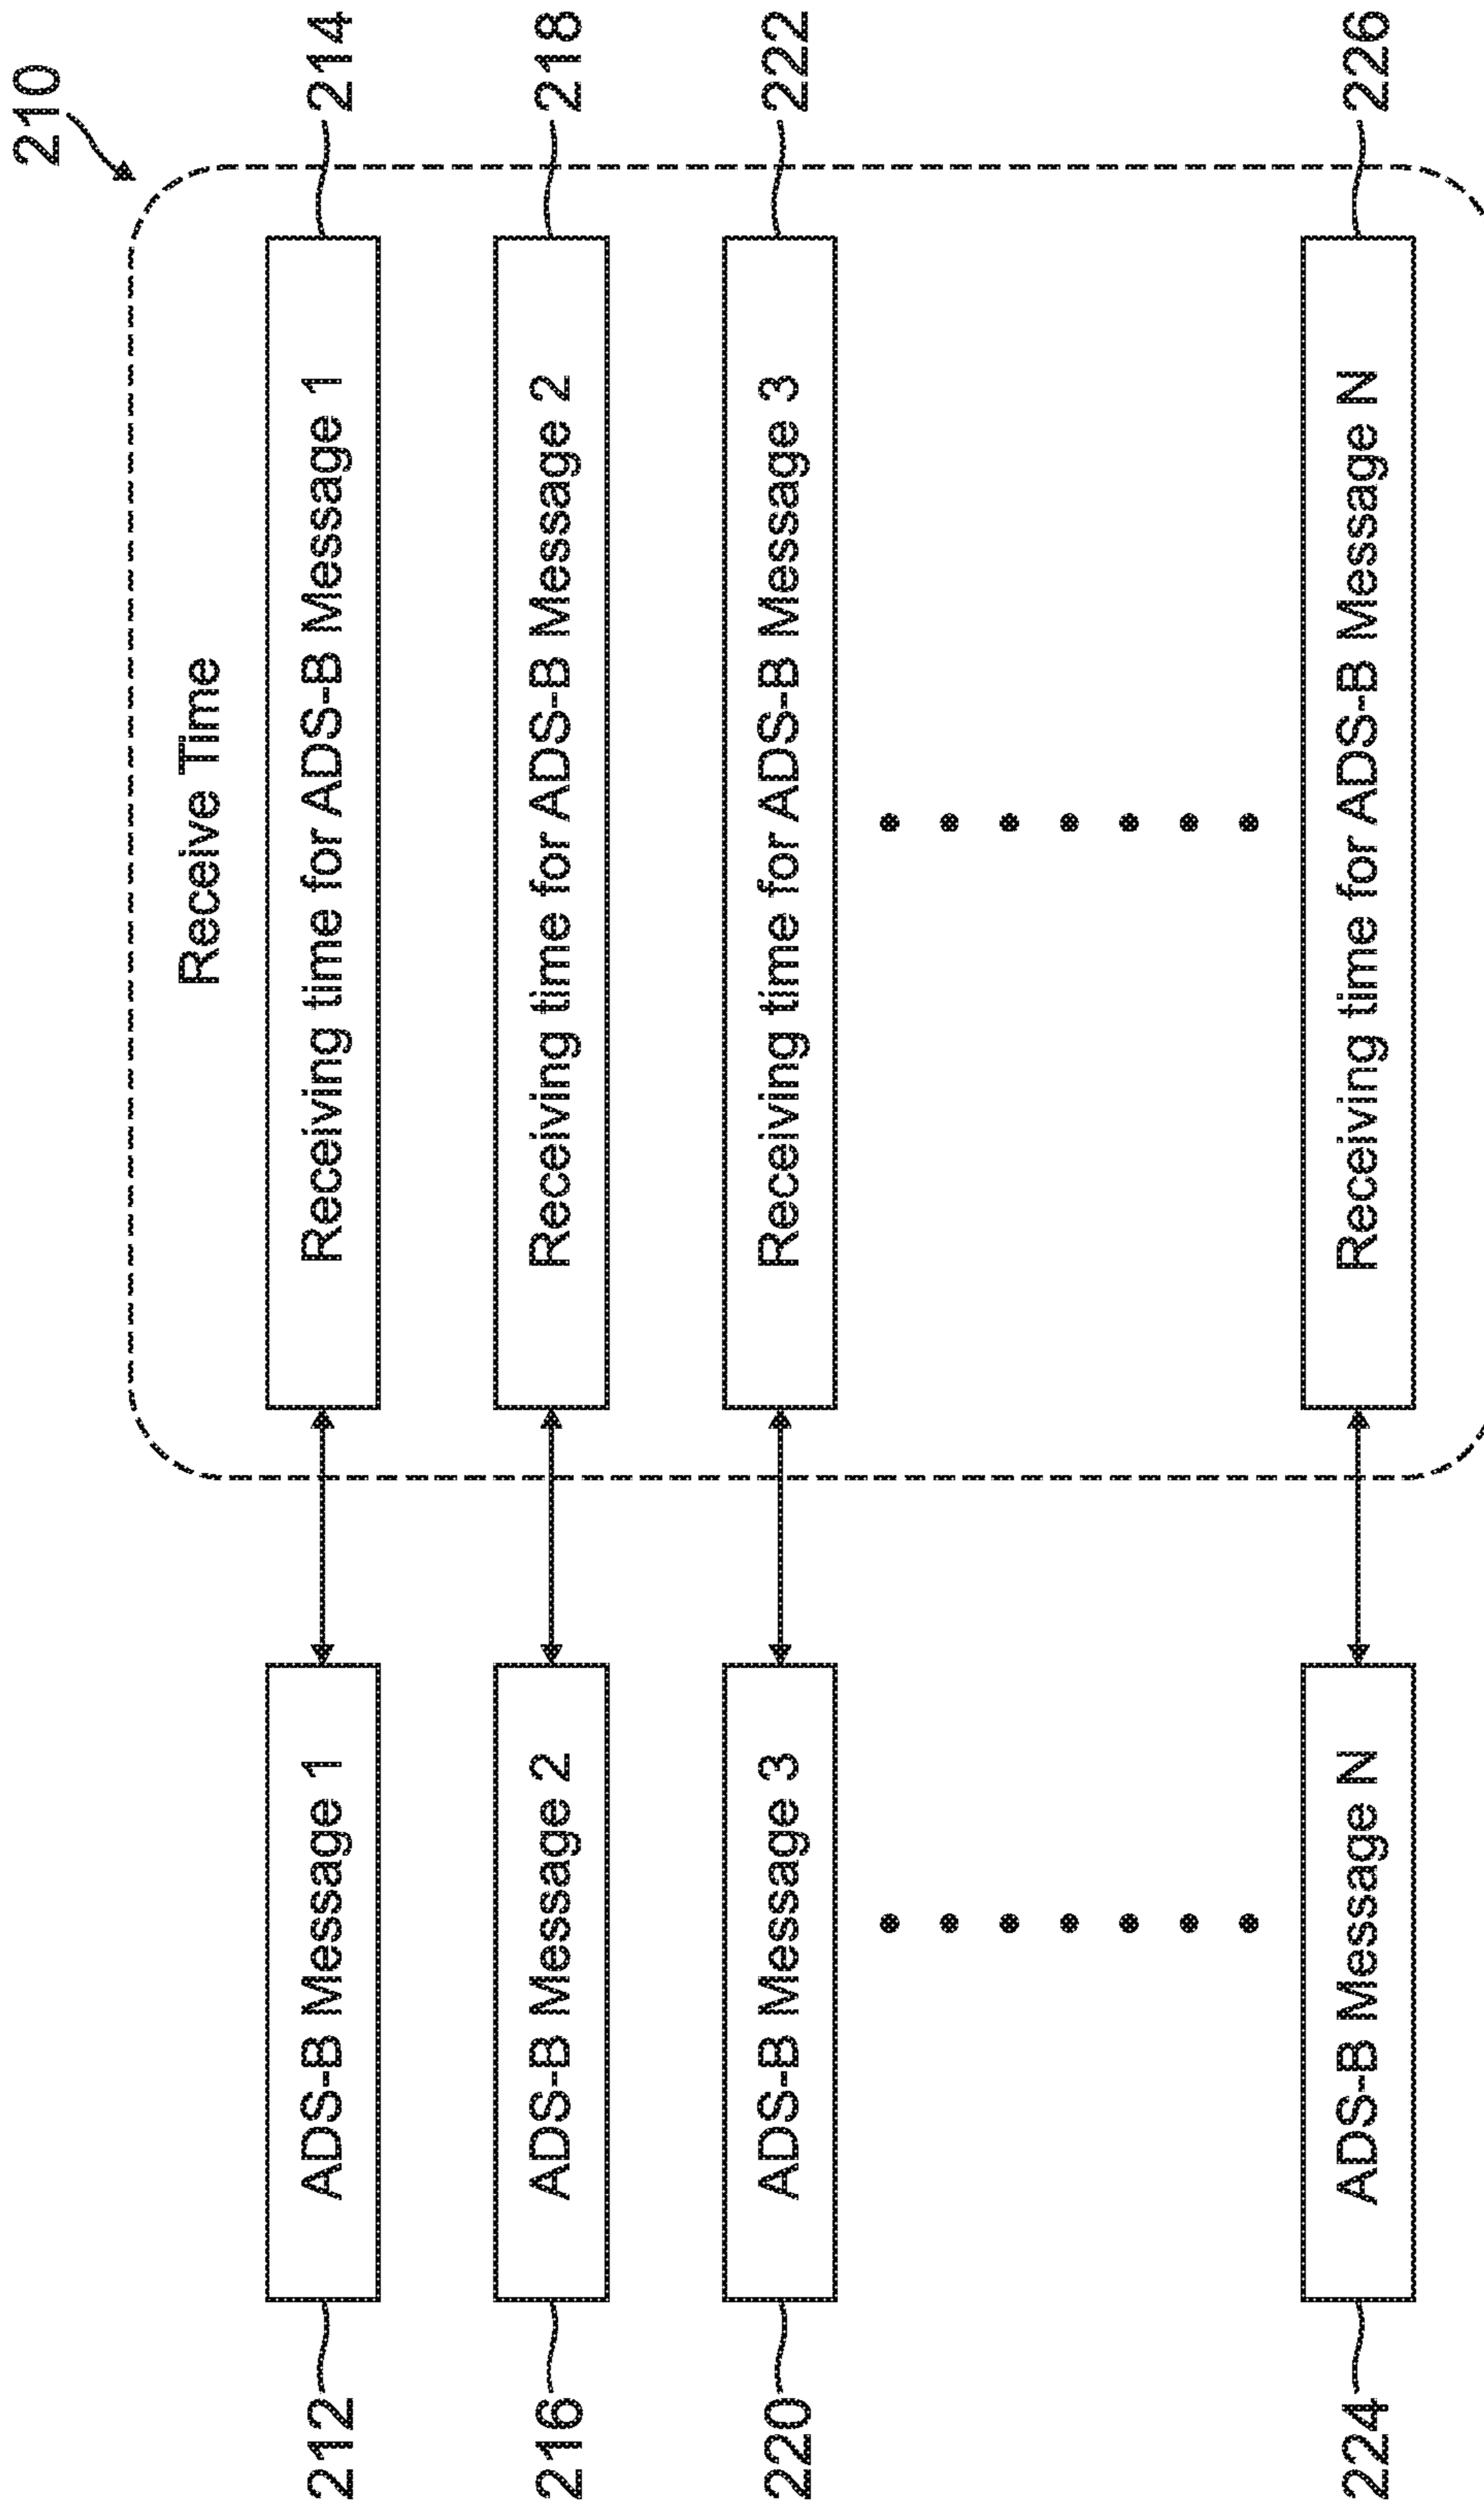 210
Receive Time
212
ADS-B Message 1
Receiving time for ADS-B Message 1
214
216
ADS-B Message 2
Receiving time for ADS-B Message 2
218
220
ADS-B Message 3
Receiving time for ADS-B Message 3
222
224
ADS-B Message N
Receiving time for ADS-B Message N
226